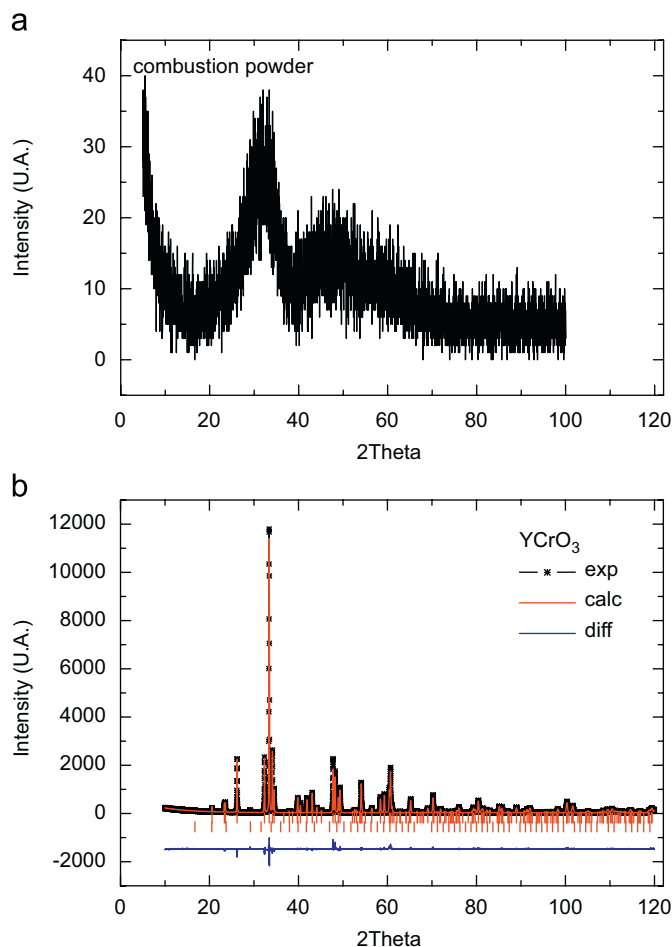 a
combustion powder
40
30
20
10
0
Intensity (U.A.)
0 20 40 60 80 100 120
2Theta
b
12000
10000
8000
6000
4000
2000
0
-2000
Intensity (U.A.)
YCrO₃
exp
calc
diff
0 20 40 60 80 100 120
2Theta